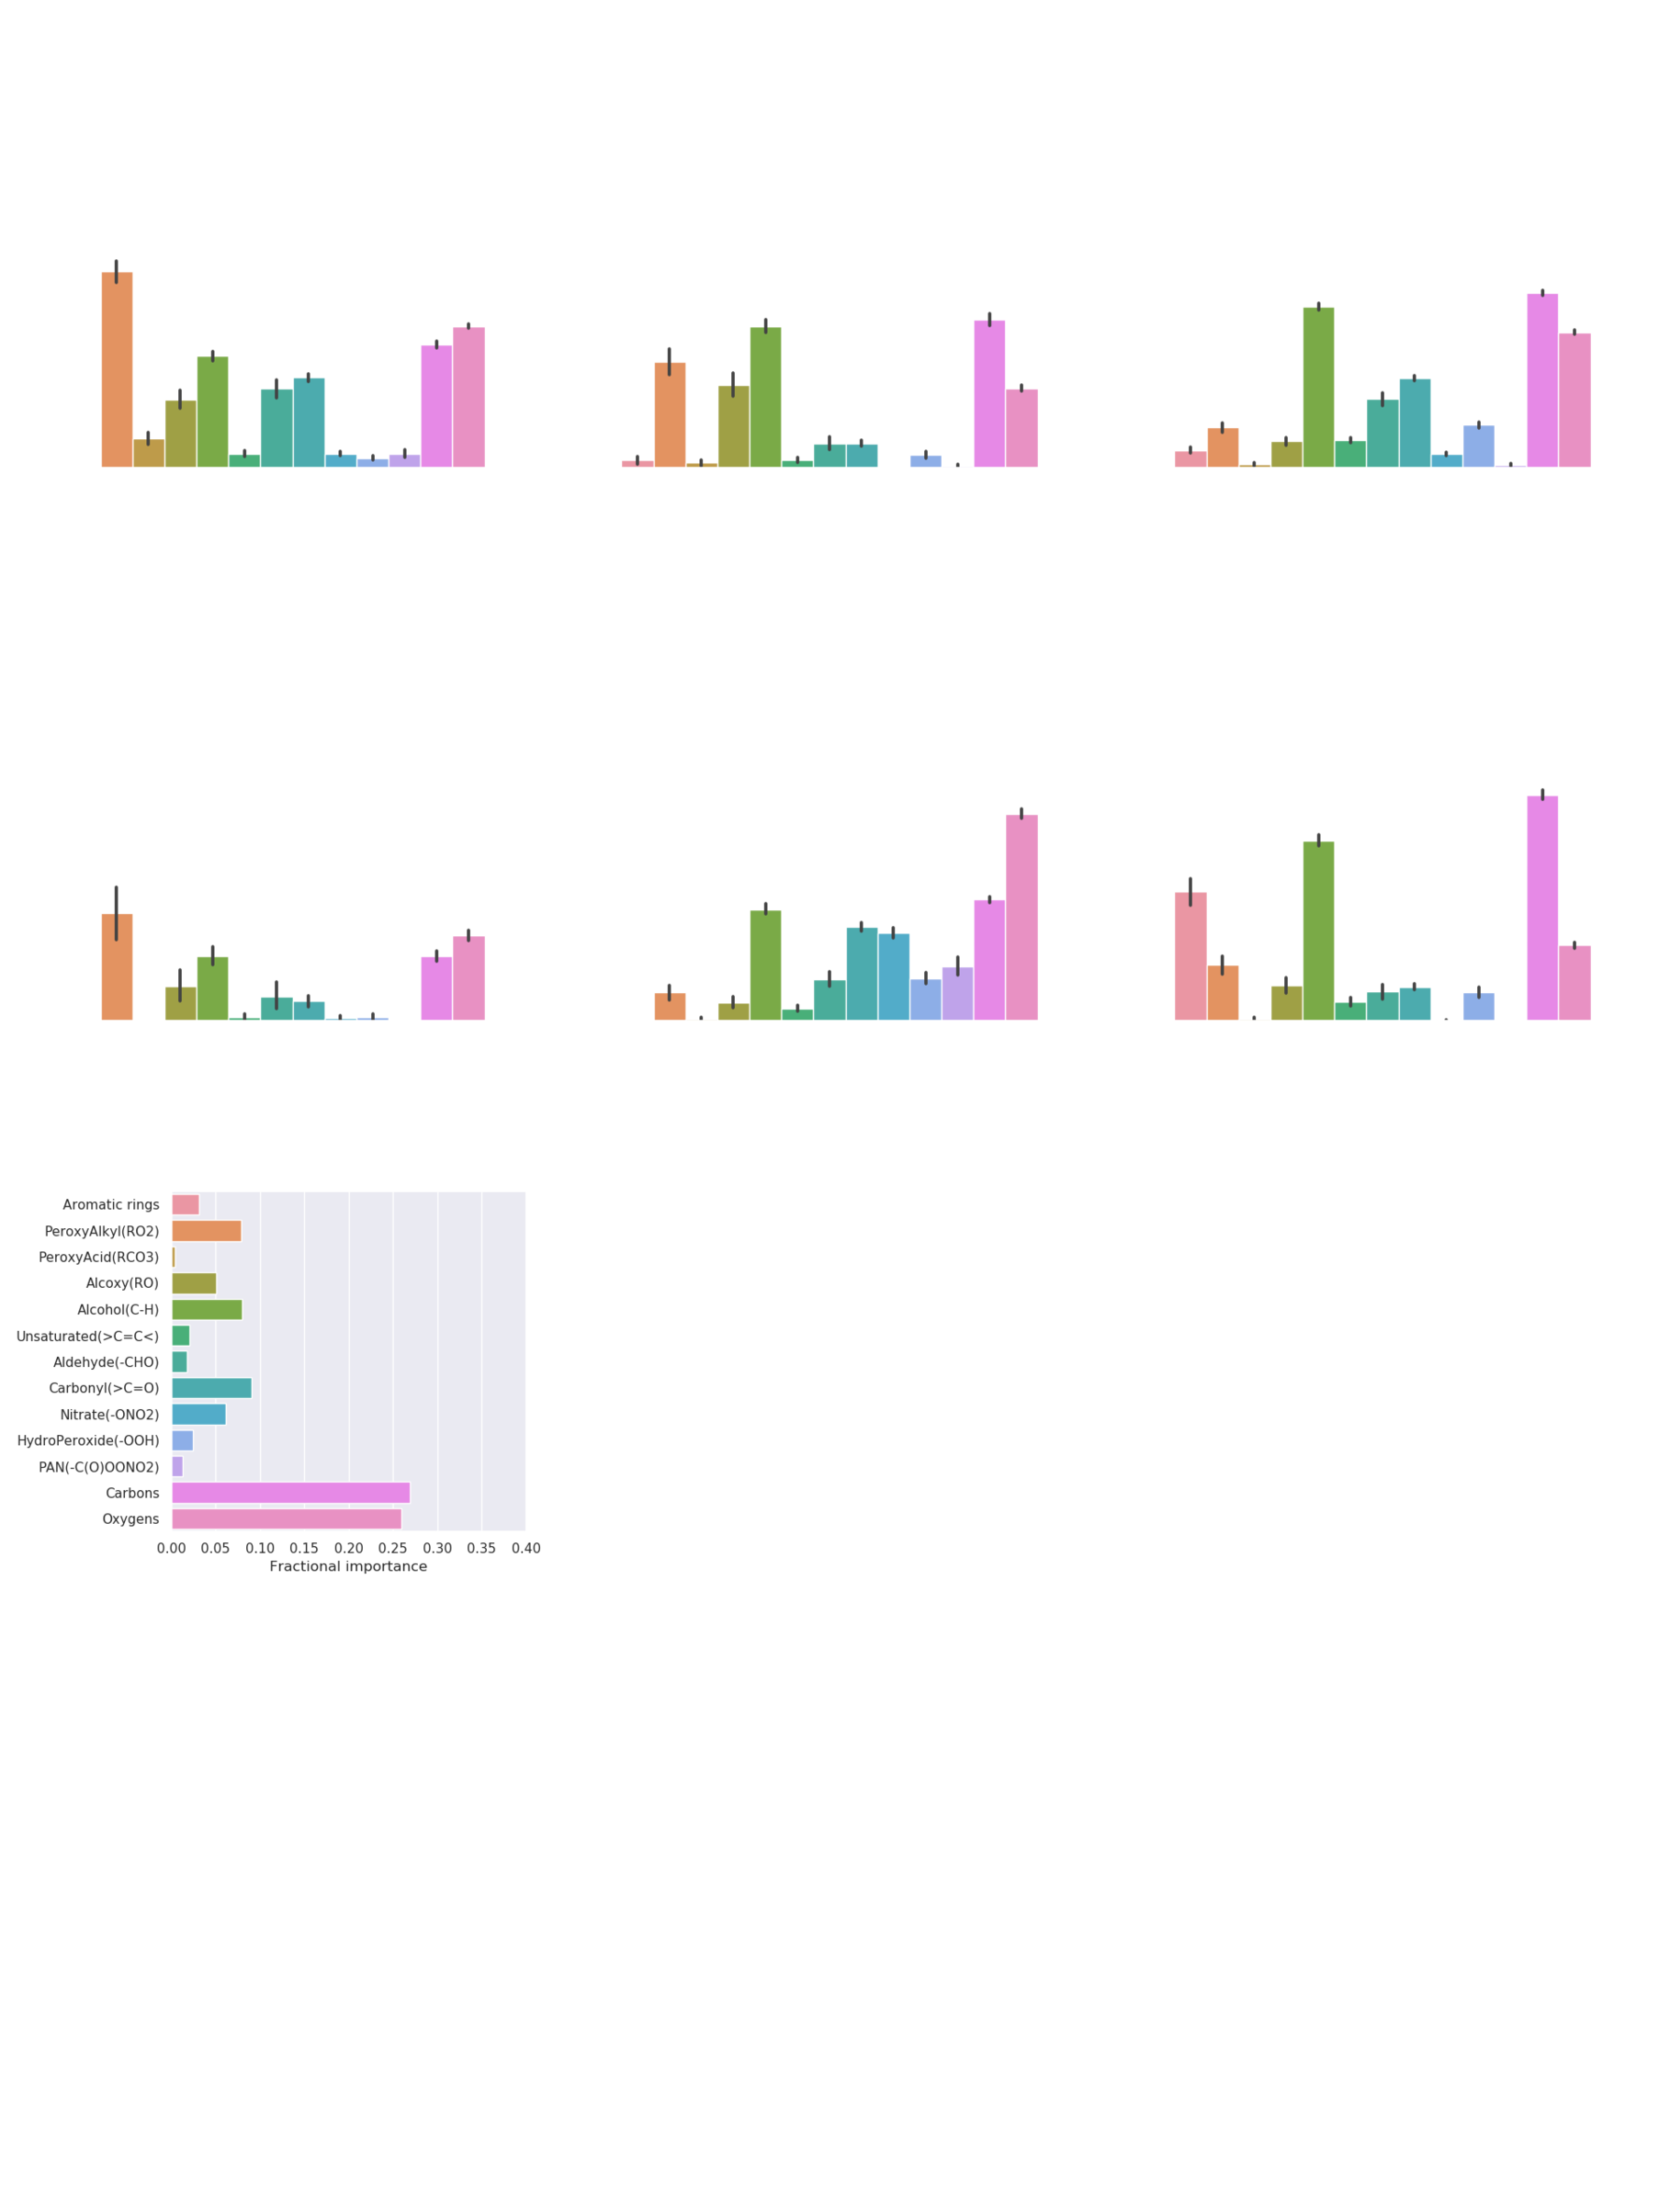 Aromatic rings
PeroxyAlkyl(RO2)
PeroxyAcid(RCO3)
Alcoxy(RO)
Alcohol(C-H)
Unsaturated(>C=C<)
Aldehyde(-CHO)
Carbonyl(>C=O)
Nitrate(-ONO2)
HydroPeroxide(-OOH)
PAN(-C(O)OONO2)
Carbons
Oxygens
0.00 0.05 0.10 0.15 0.20 0.25 0.30 0.35 0.40
Fractional importance